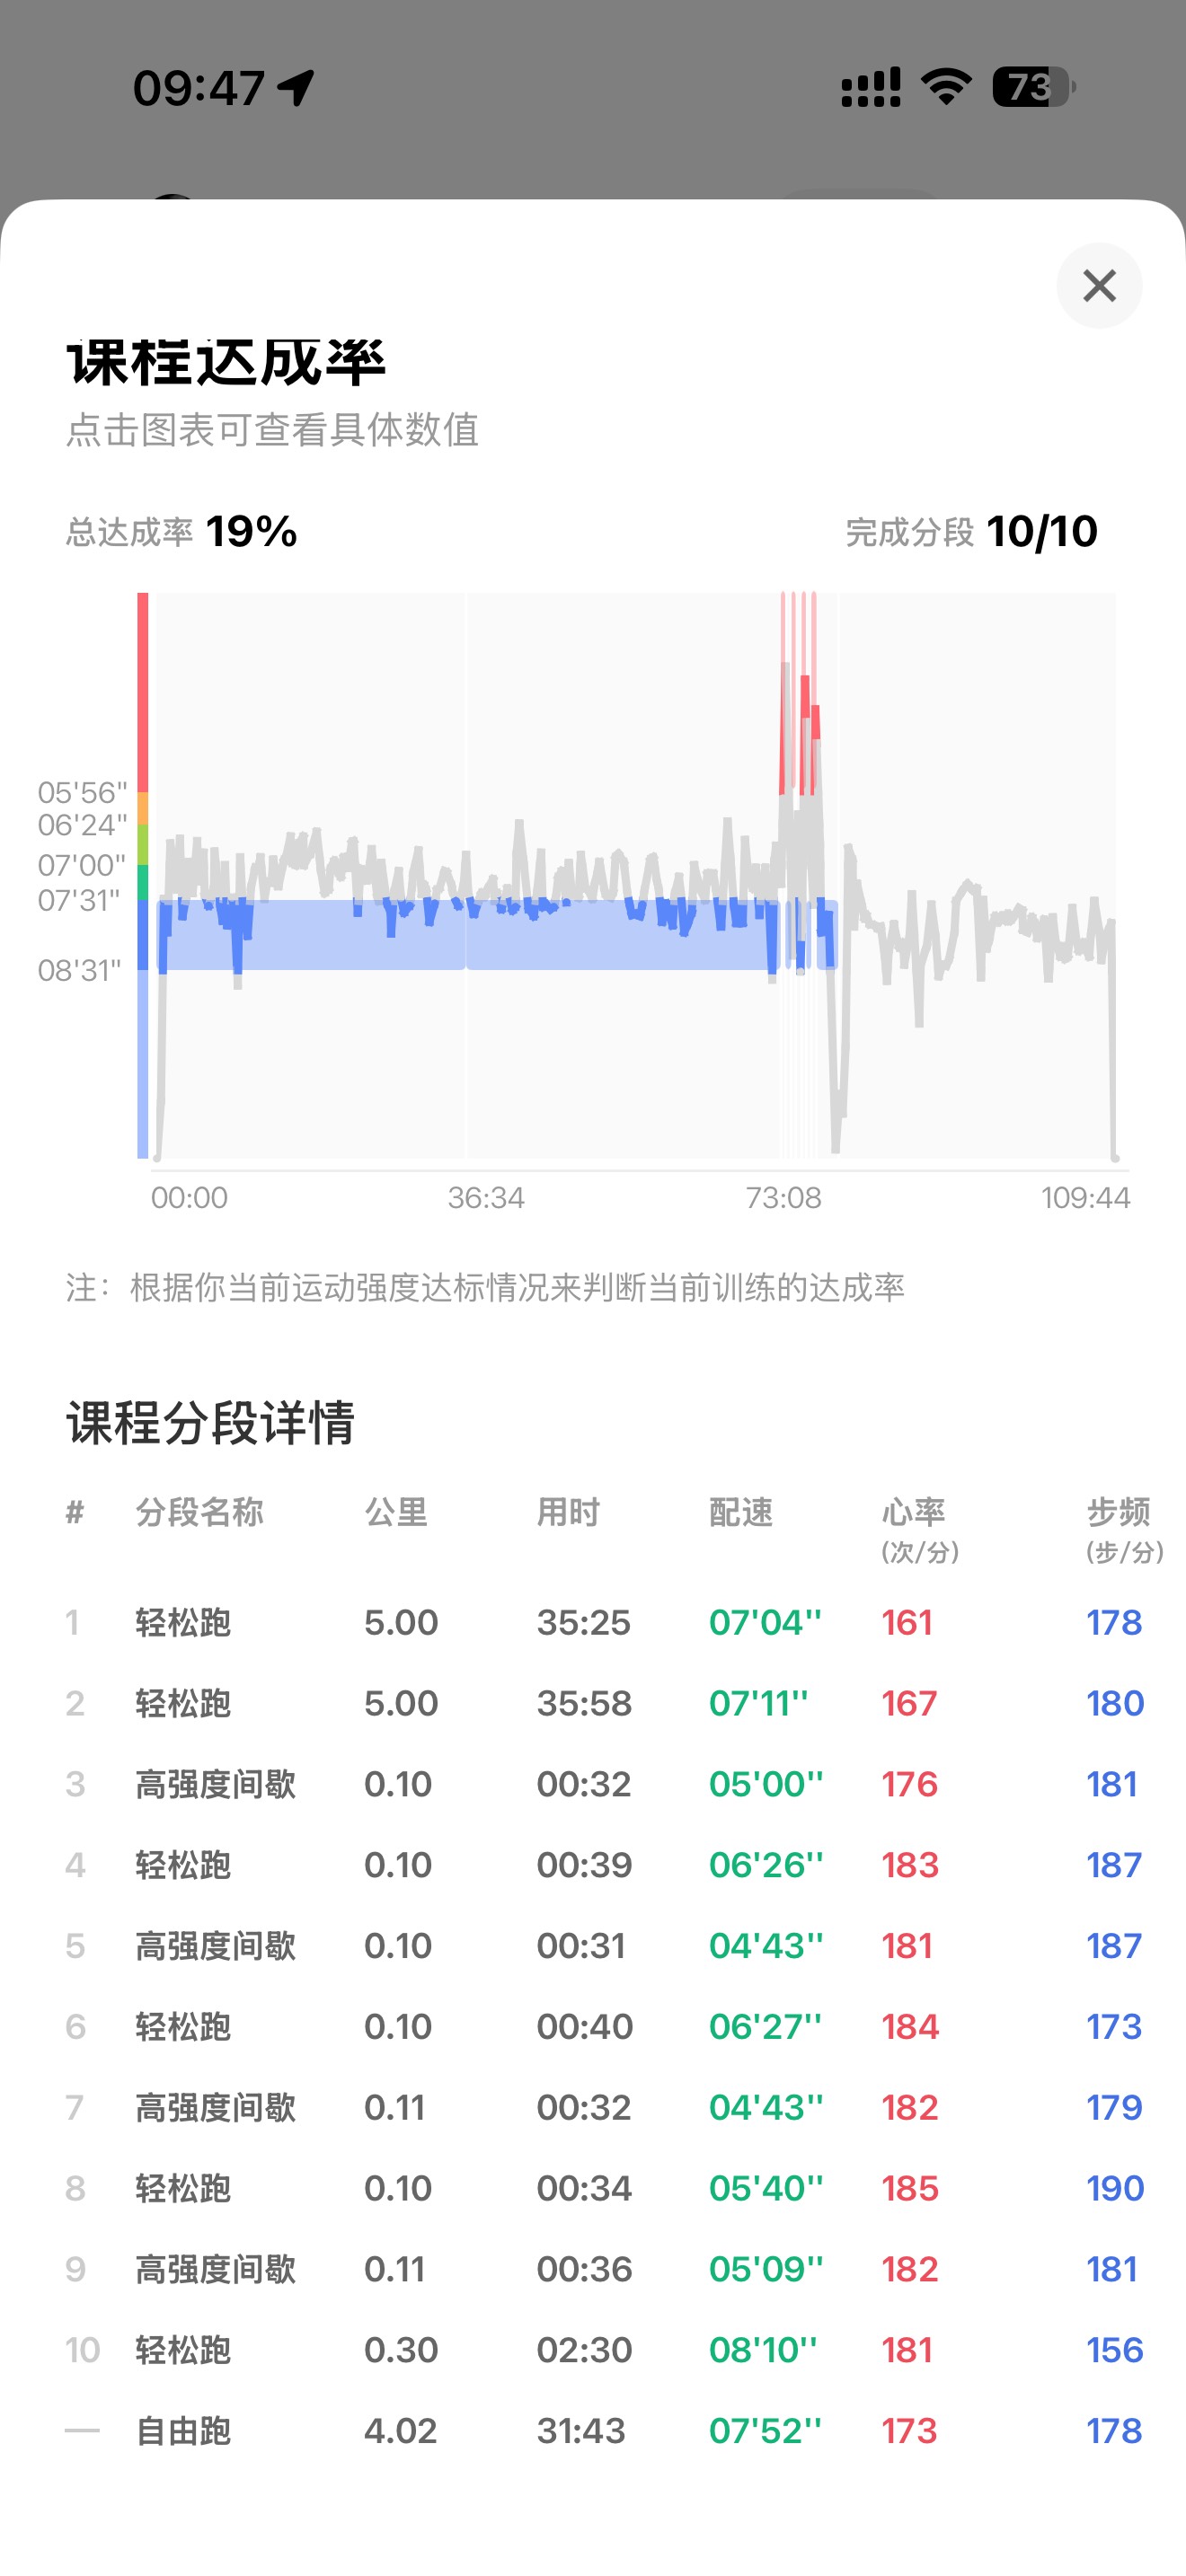 09:47
73
课程达成率
点击图表可查看具体数值
总达成率 19% 完成分段 10/10
05'56"
06'24"
07'00"
07'31"
08'31"
00:00 36:34 73:08 109:44
注：根据你当前运动强度达标情况来判断当前训练的达成率
课程分段详情
# 分段名称 公里 用时 配速 心率 步频
(次/分) (步/分)
1 轻松跑 5.00 35:25 07'04'' 161 178
2 轻松跑 5.00 35:58 07'11'' 167 180
3 高强度间歇 0.10 00:32 05'00'' 176 181
4 轻松跑 0.10 00:39 06'26'' 183 187
5 高强度间歇 0.10 00:31 04'43'' 181 187
6 轻松跑 0.10 00:40 06'27'' 184 173
7 高强度间歇 0.11 00:32 04'43'' 182 179
8 轻松跑 0.10 00:34 05'40'' 185 190
9 高强度间歇 0.11 00:36 05'09'' 182 181
10 轻松跑 0.30 02:30 08'10'' 181 156
— 自由跑 4.02 31:43 07'52'' 173 178